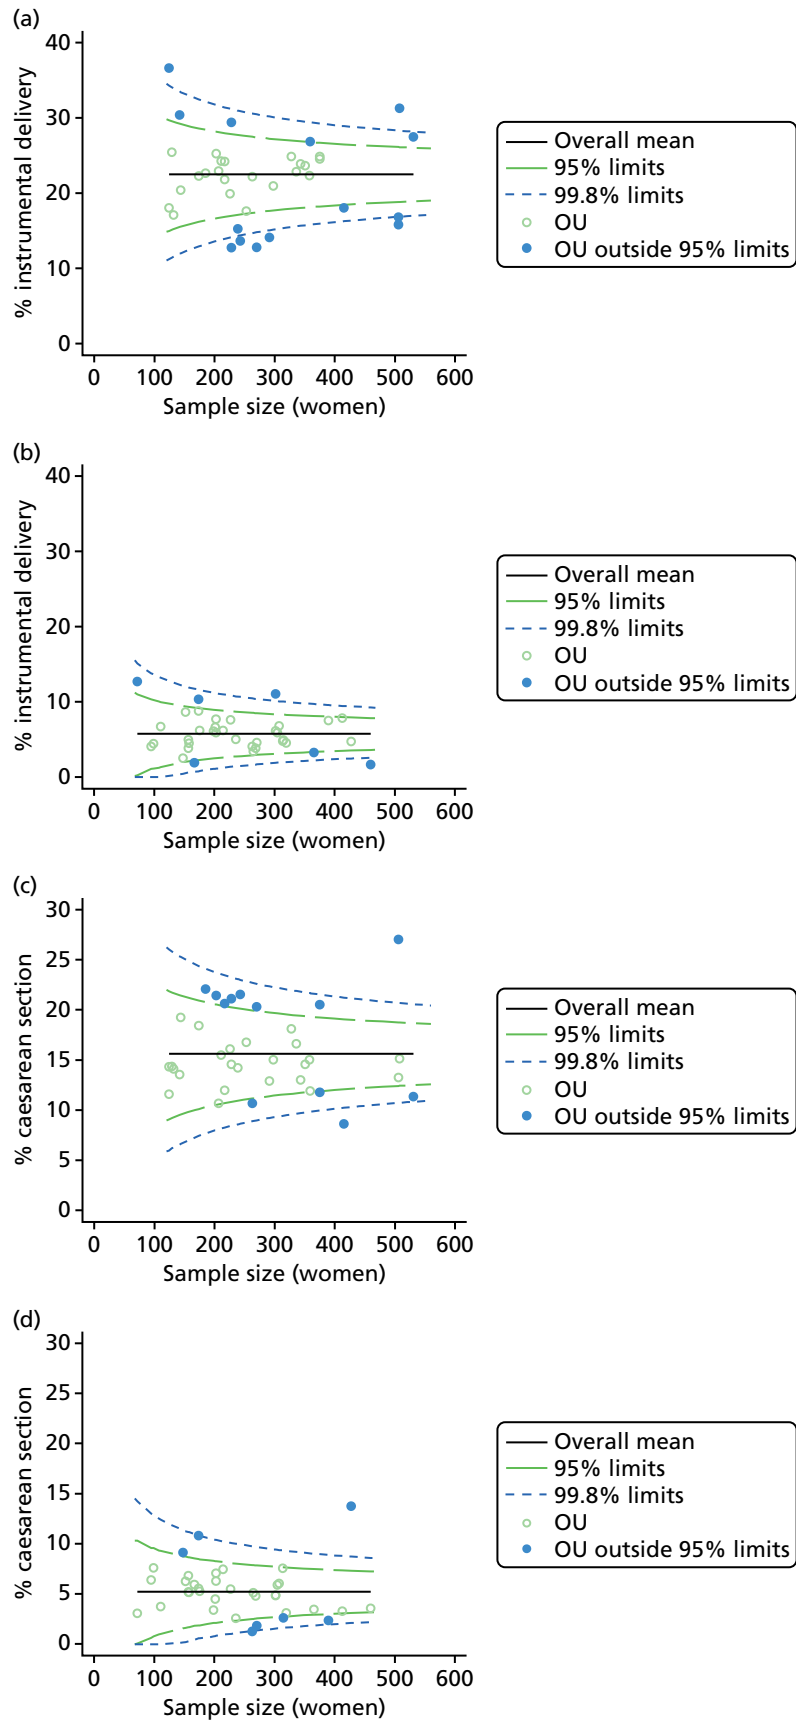 (a)
40
30
20
10
0
% instrumental delivery
0 100 200 300 400 500 600
Sample size (women)
Overall mean
95% limits
99.8% limits
OU
OU outside 95% limits
(b)
40
30
20
10
0
% instrumental delivery
0 100 200 300 400 500 600
Sample size (women)
Overall mean
95% limits
99.8% limits
OU
OU outside 95% limits
(c)
30
25
20
15
10
5
0
% caesarean section
0 100 200 300 400 500 600
Sample size (women)
Overall mean
95% limits
99.8% limits
OU
OU outside 95% limits
(d)
30
25
20
15
10
5
0
% caesarean section
0 100 200 300 400 500 600
Sample size (women)
Overall mean
95% limits
99.8% limits
OU
OU outside 95% limits